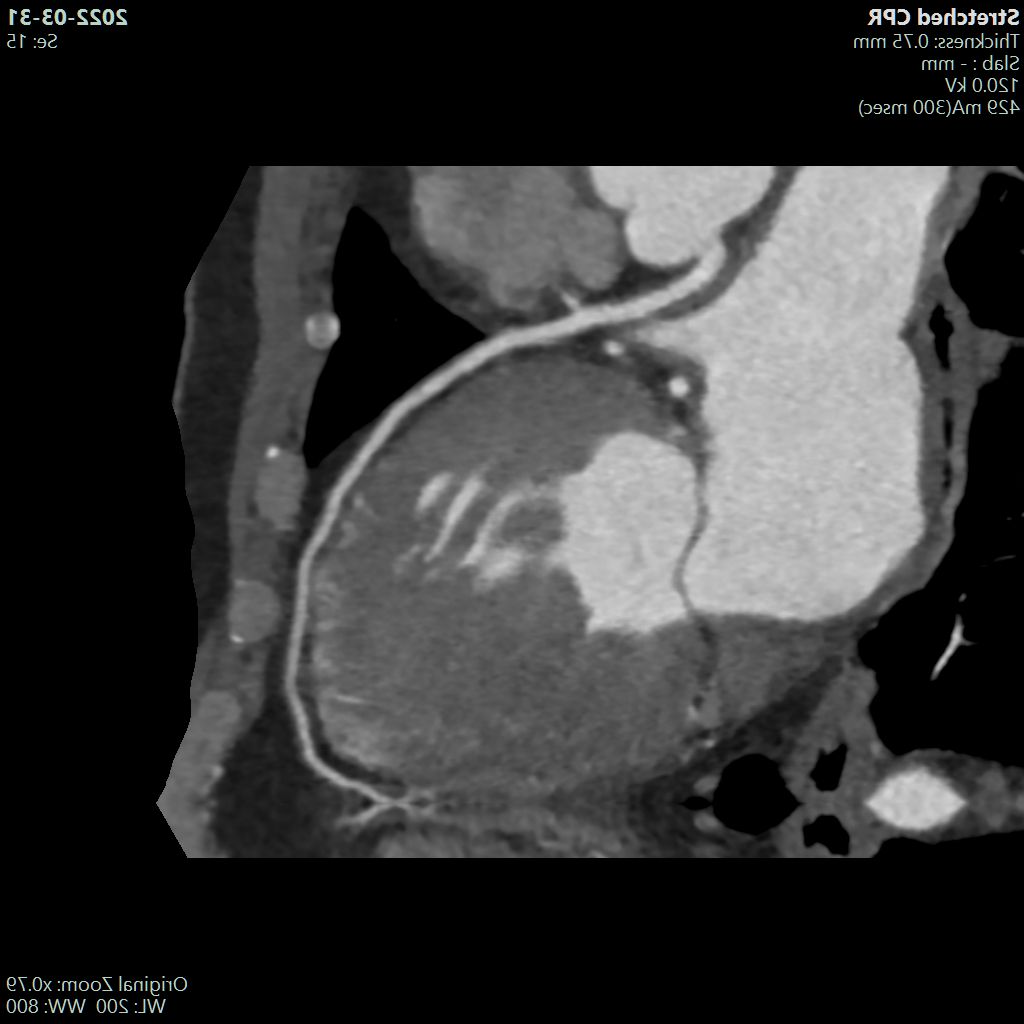 Stretched CPR
Thickness: 0.75 mm
Slab : - mm
120.0 kV
429 mA(300 msec)
2022-03-31
Se: 15
Original Zoom: x0.79
WL: 200 WW: 800